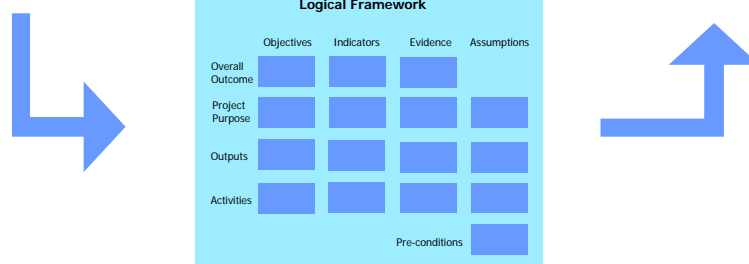 Logical Framework
Objectives Indicators Evidence Assumptions
Overall
Outcome
Project
Purpose
Outputs
Activities
Pre-conditions